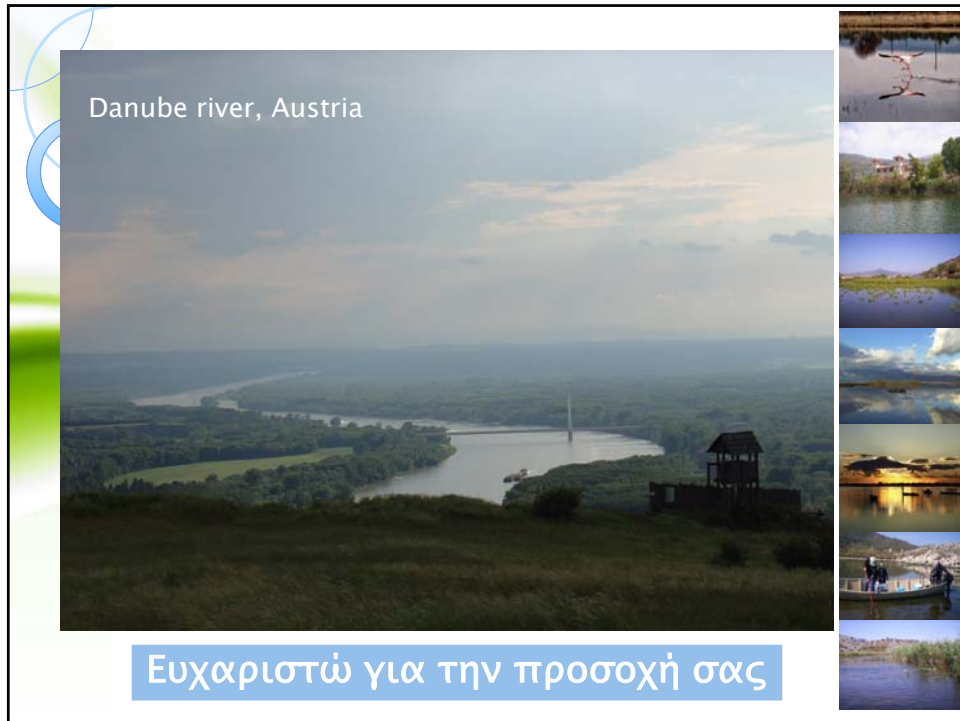 Danube river, Austria
Ευχαριστώ για την προσοχή σας